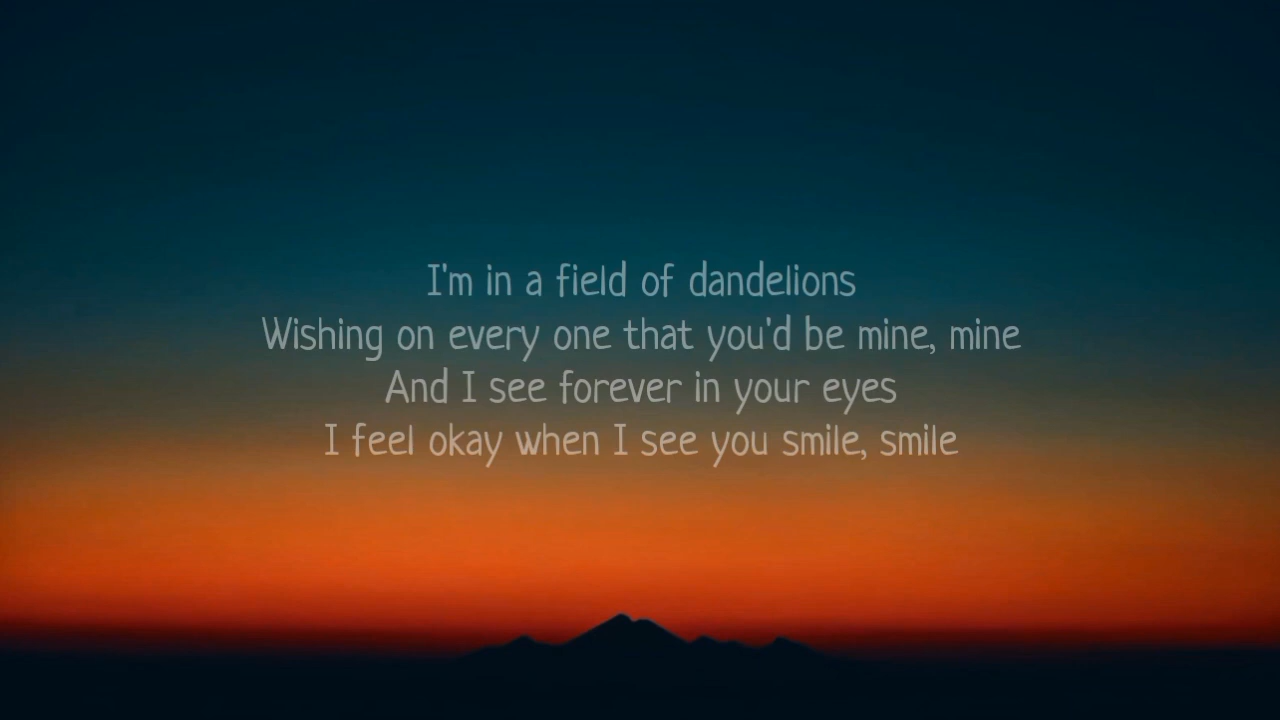 I'm in a field of dandelions
Wishing on every one that you'd be mine, mine
And I see forever in your eyes
I feel okay when I see you smile, smile